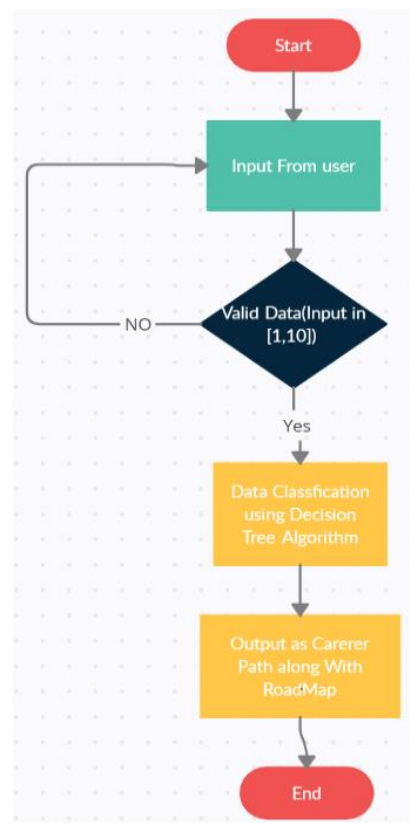 Start
Input From user
Valid Data(Input in
[1,10])
NO
Yes
Data Classfication
using Decision
Tree Algorithm
Output as Carerer
Path along With
RoadMap
End